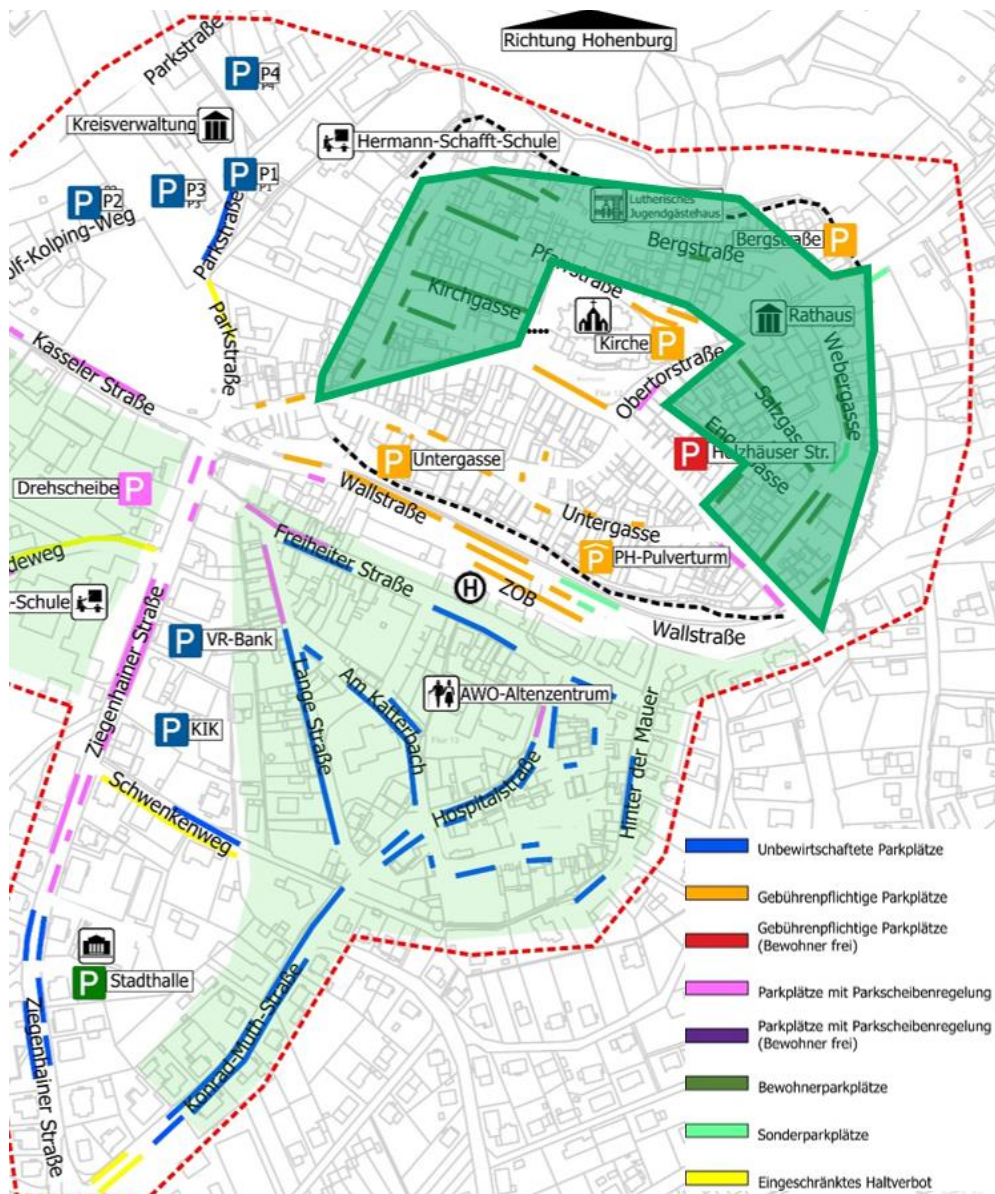 Richtung Hohenburg
Parkstraße
P P4
Kreisverwaltung
Hermann-Schafft-Schule
P P1
P P3
P P2
olf-Kolping-Weg
Parkstraße
Parkstraße
Lutherisches
Jugendgästehaus
Bergstraße
Bergstraße P
Pfarrstraße
Kirchgasse
Kirche P
Rathaus
Webergasse
Obertorstraße
Salzgasse
P Holzhäuser Str.
Kasseler Straße
P Untergasse
Drehscheibe P
Wallstraße
Untergasse
P PH-Pulverturm
Freiheiter Straße
H ZOB
Wallstraße
deweg
-Schule
Ziegenhainer Straße
P VR-Bank
P KIK
Lange Straße
Am Katterbach
AWO-Altenzentrum
Hospitalstraße
Hinter der Mauer
Schwenkenweg
P Stadthalle
Ziegenhainer Straße
Konrad-Muth-Straße
Unbewirtschaftete Parkplätze
Gebührenpflichtige Parkplätze
Gebührenpflichtige Parkplätze
(Bewohner frei)
Parkplätze mit Parkscheibenregelung
Parkplätze mit Parkscheibenregelung
(Bewohner frei)
Bewohnerparkplätze
Sonderparkplätze
Eingeschränktes Haltverbot